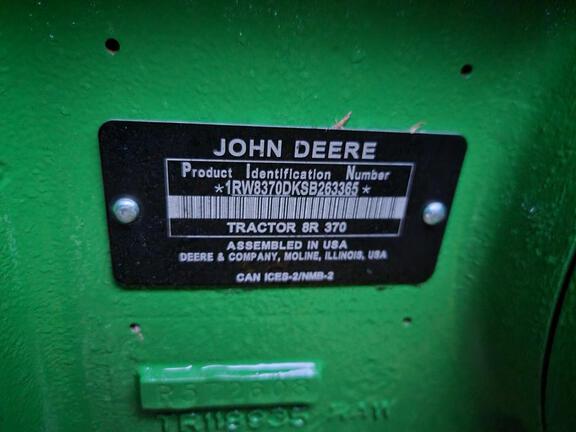 JOHN DEERE
Product Identification Number
*1RW8370DKSB263365*
TRACTOR 8R 370
ASSEMBLED IN USA
DEERE & COMPANY, MOLINE, ILLINOIS, USA
CAN ICES-2/NMB-2